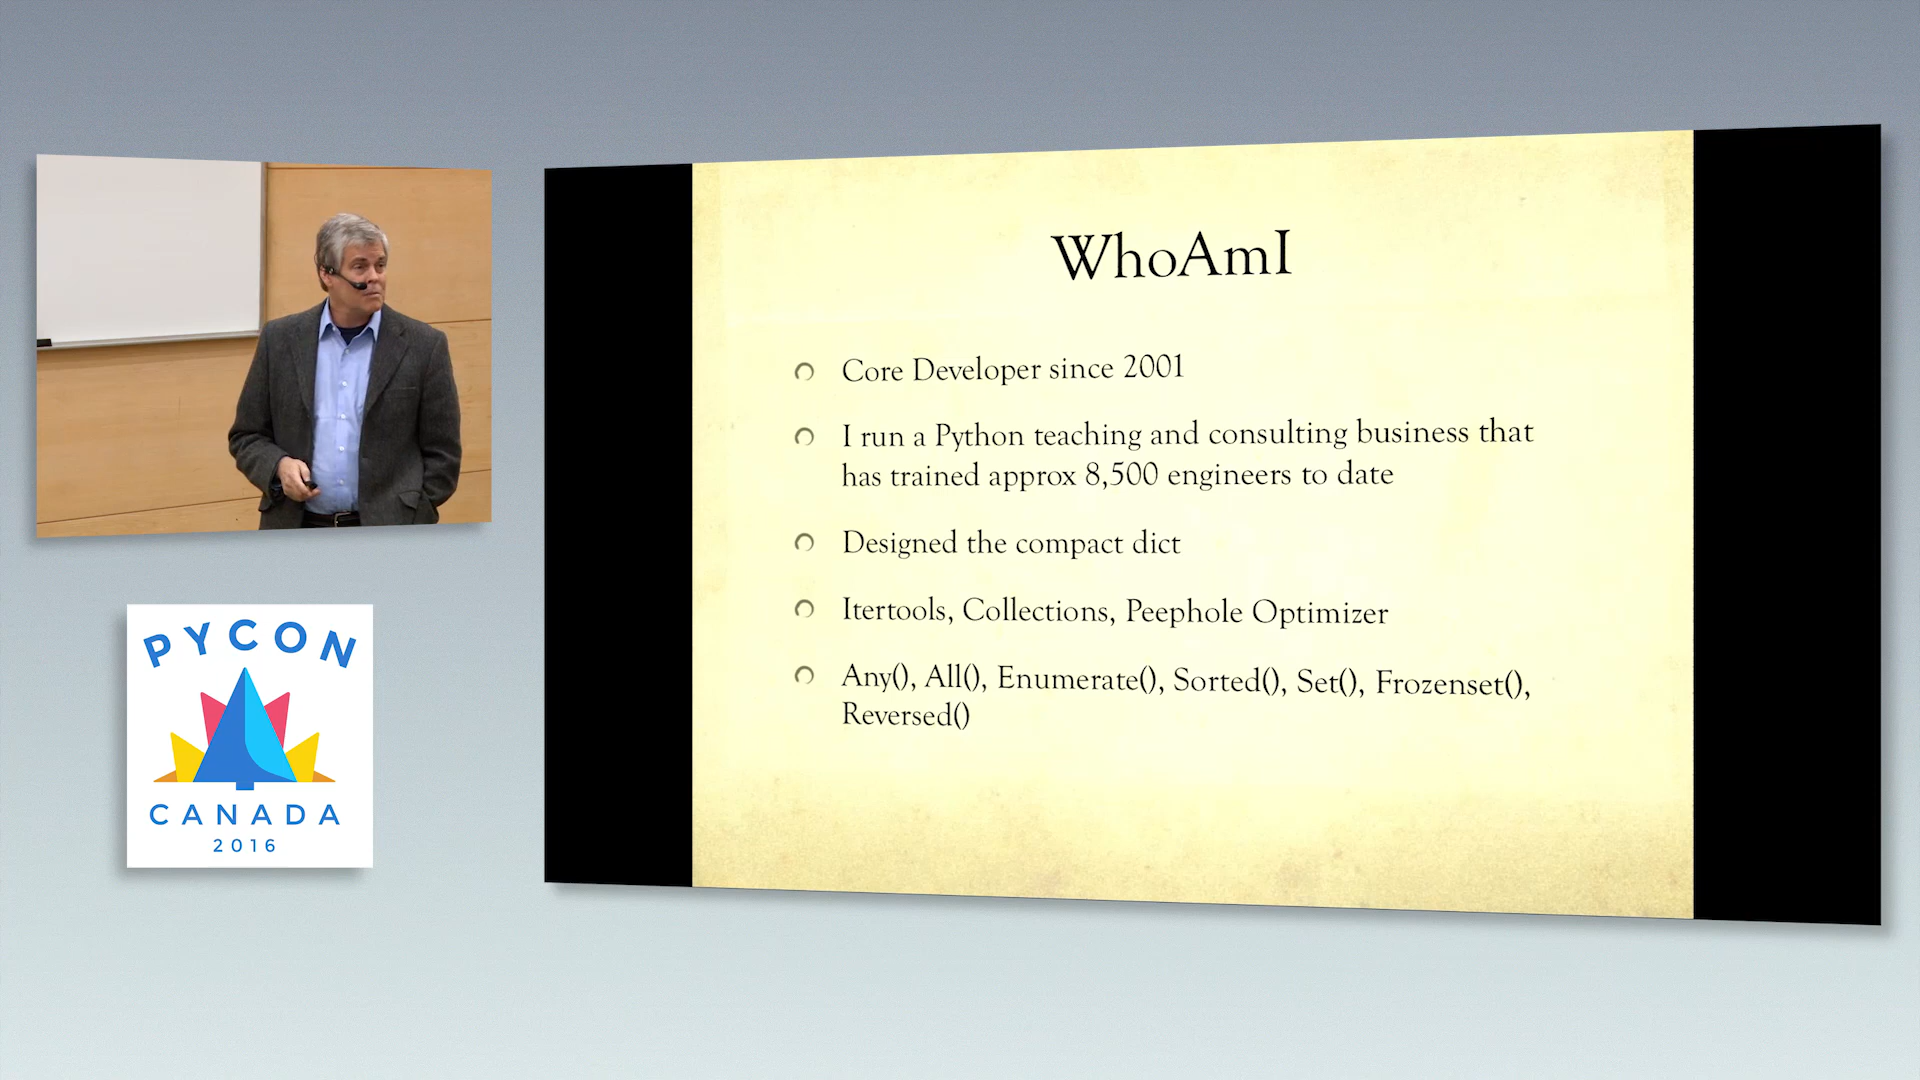 WhoAmI
Core Developer since 2001
I run a Python teaching and consulting business that
has trained approx 8,500 engineers to date
Designed the compact dict
Itertools, Collections, Peephole Optimizer
Any(), All(), Enumerate(), Sorted(), Set(), Frozenset(),
Reversed()
PYCON
CANADA
2016